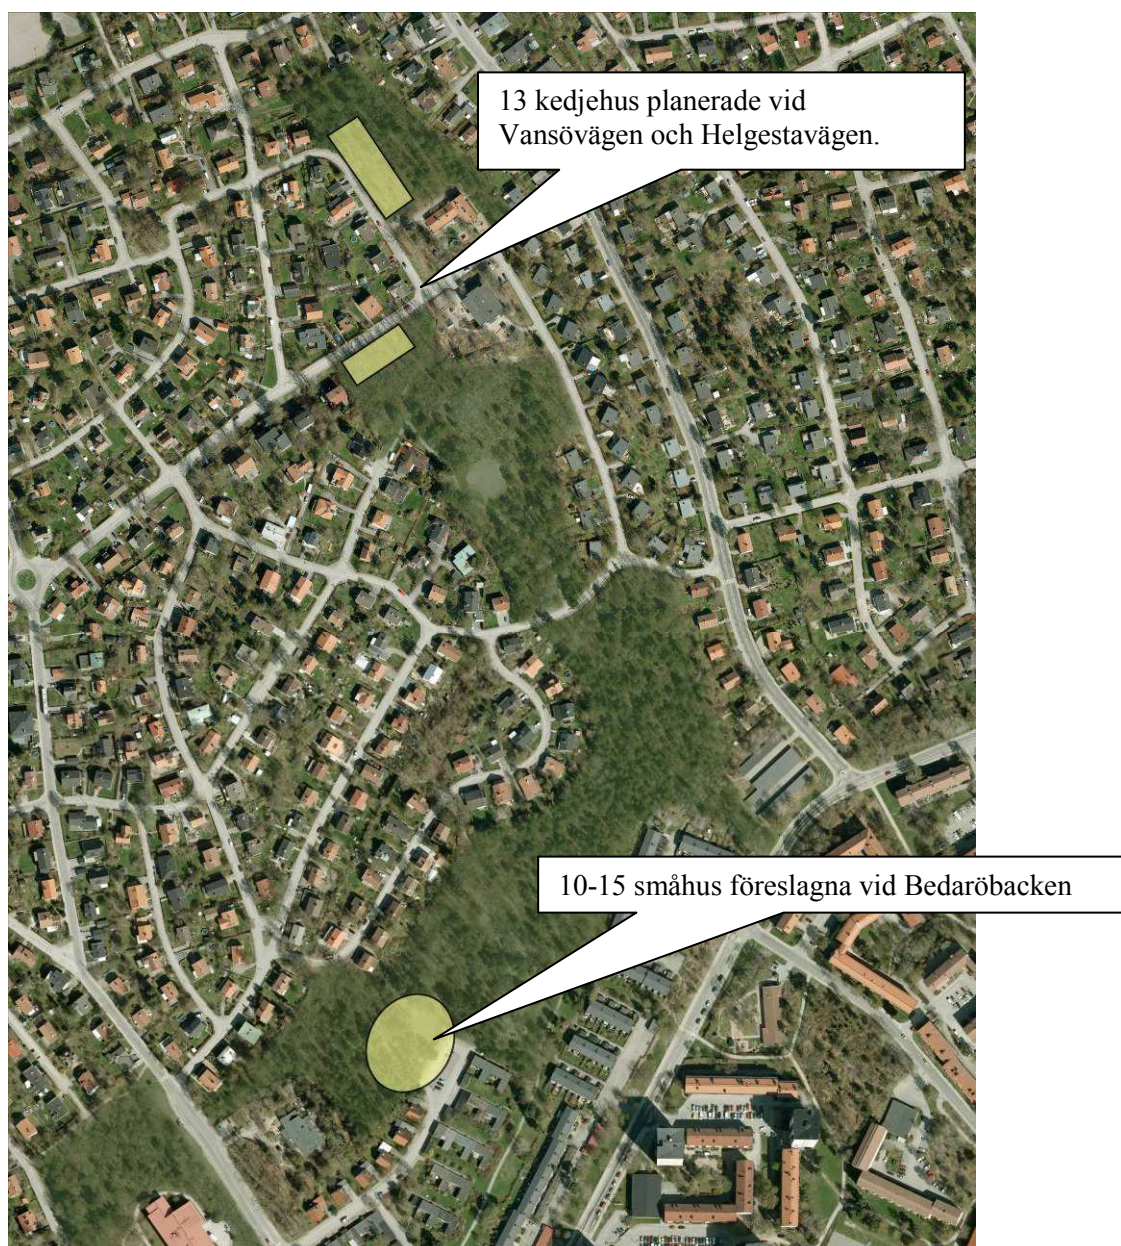 13 kedjehus planerade vid
Vansövägen och Helgestavägen.
10-15 småhus föreslagna vid Bedaröbacken